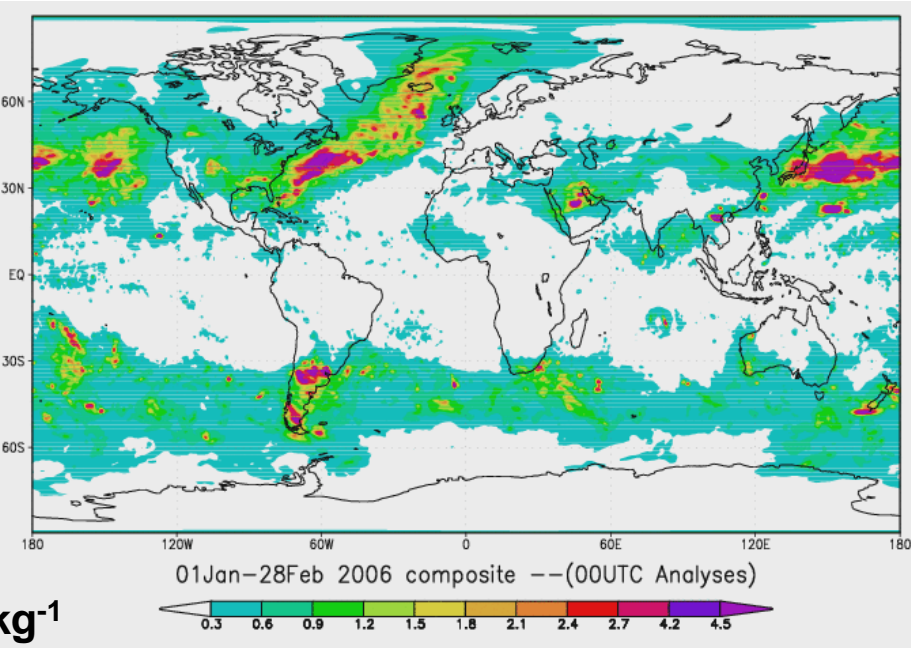 60N
30N
EQ
30S
60S
180 120W 60W 0 60E 120E 180
01Jan-28Feb 2006 composite --(00UTC Analyses)
0.3 0.6 0.9 1.2 1.5 1.8 2.1 2.4 2.7 4.2 4.5
kg-1